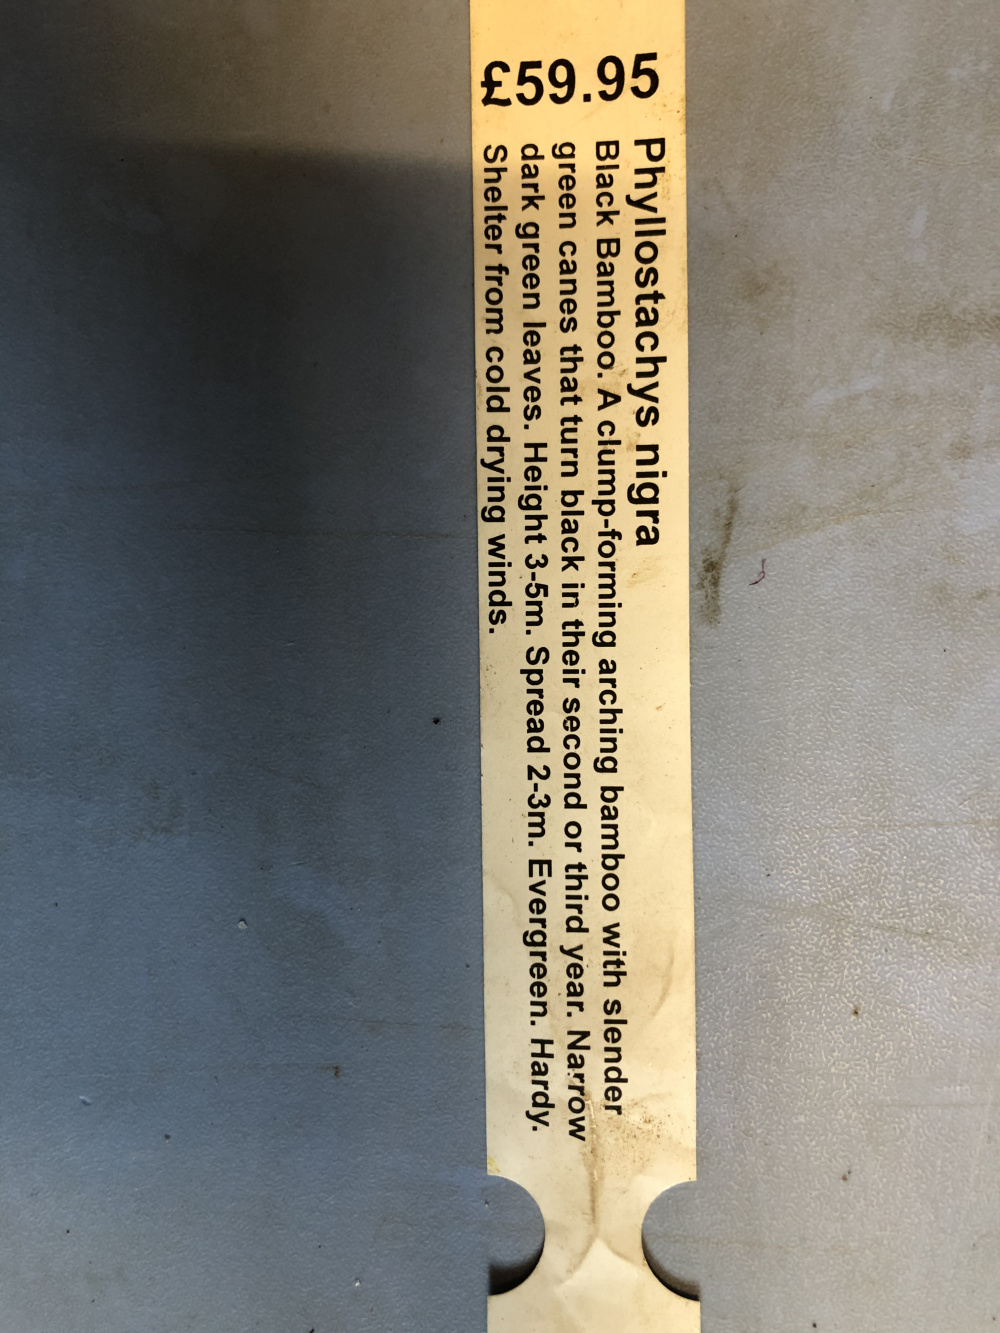 £59.95
Phyllostachys nigra
Black Bamboo. A clump-forming arching bamboo with slender
green canes that turn black in their second or third year. Narrow
dark green leaves. Height 3-5m. Spread 2-3m. Evergreen. Hardy.
Shelter from cold drying winds.